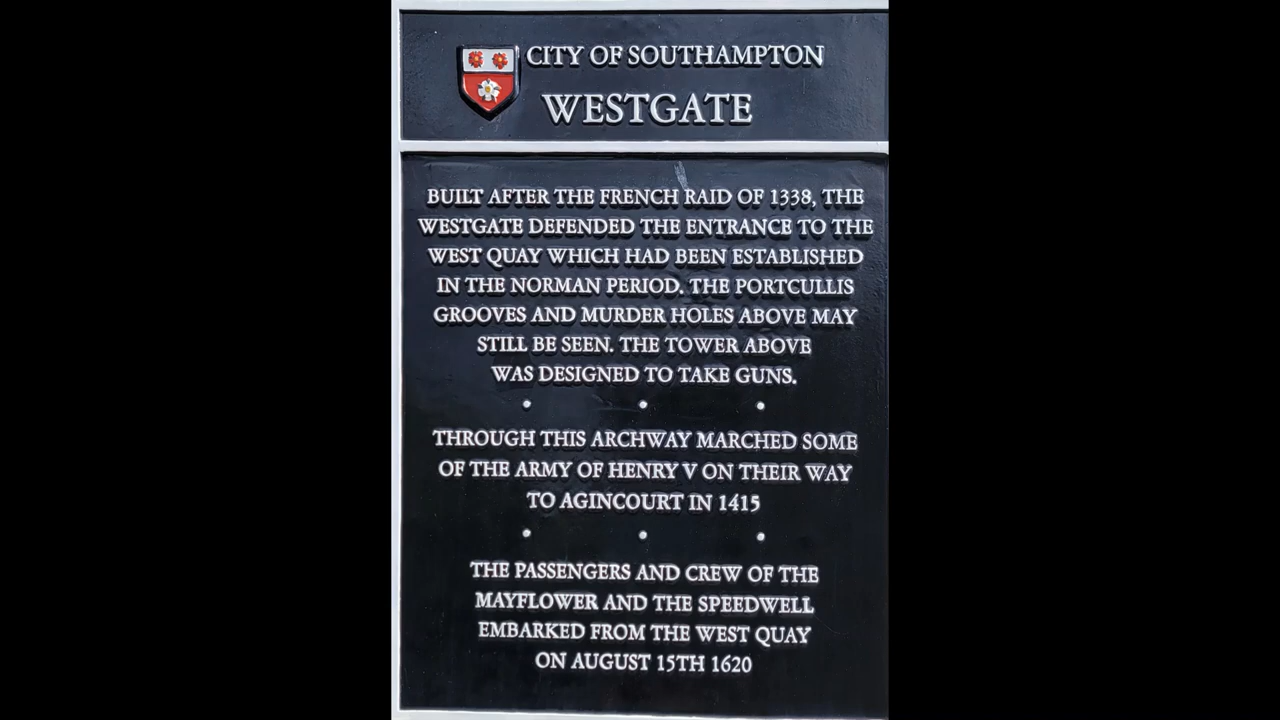 CITY OF SOUTHAMPTON
WESTGATE
BUILT AFTER THE FRENCH RAID OF 1338, THE
WESTGATE DEFENDED THE ENTRANCE TO THE
WEST QUAY WHICH HAD BEEN ESTABLISHED
IN THE NORMAN PERIOD. THE PORTCULLIS
GROOVES AND MURDER HOLES ABOVE MAY
STILL BE SEEN. THE TOWER ABOVE
WAS DESIGNED TO TAKE GUNS.
THROUGH THIS ARCHWAY MARCHED SOME
OF THE ARMY OF HENRY V ON THEIR WAY
TO AGINCOURT IN 1415
THE PASSENGERS AND CREW OF THE
MAYFLOWER AND THE SPEEDWELL
EMBARKED FROM THE WEST QUAY
ON AUGUST 15TH 1620